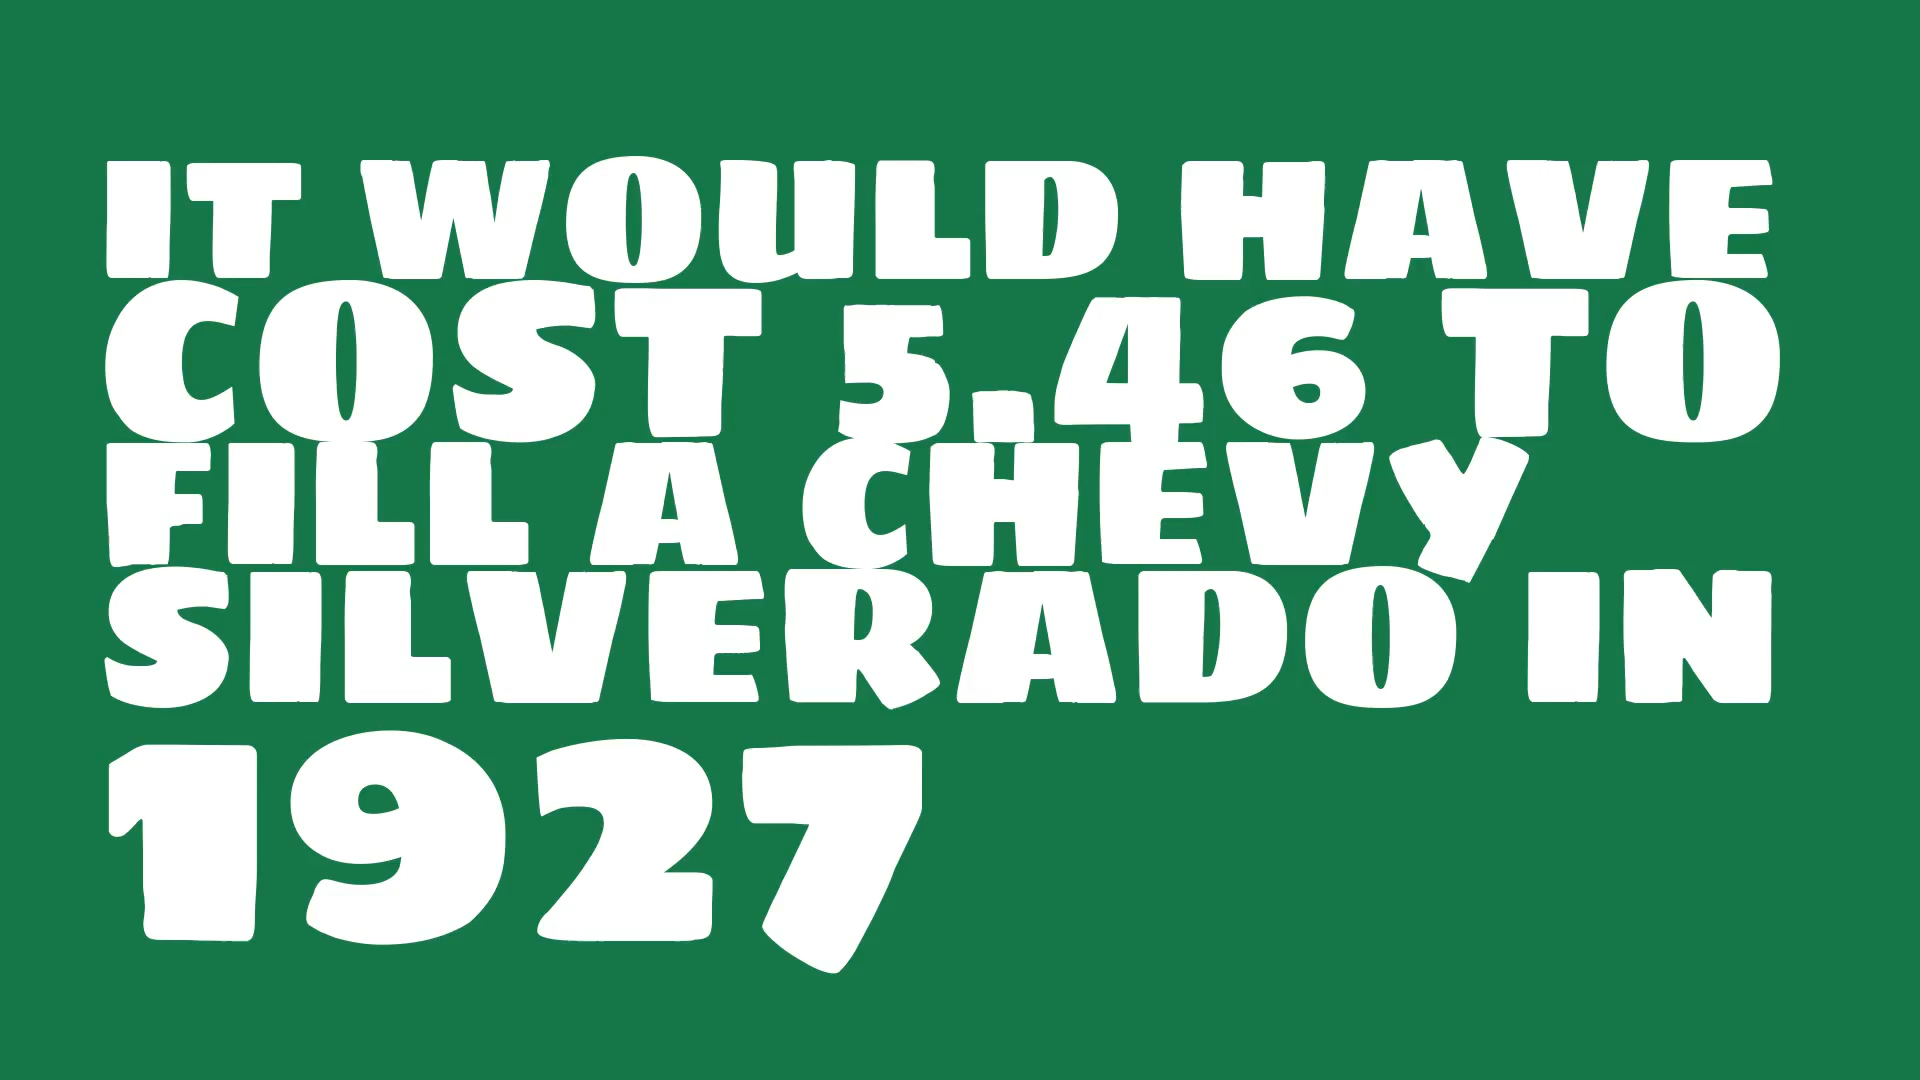 IT WOULD HAVE
COST 5.46 TO
FILL A CHEVY
SILVERADO IN
1927